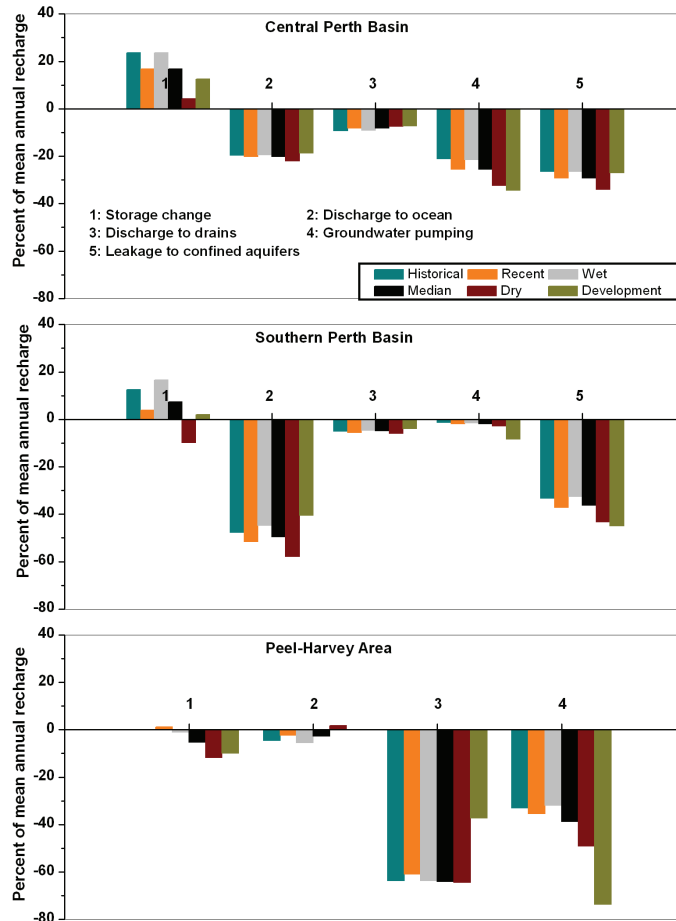 Central Perth Basin
Percent of mean annual recharge
40
20
0
-20
-40
-60
-80
1 2 3 4 5
1: Storage change 2: Discharge to ocean
3: Discharge to drains 4: Groundwater pumping
5: Leakage to confined aquifers
Historical Recent Wet
Median Dry Development
Southern Perth Basin
Percent of mean annual recharge
40
20
0
-20
-40
-60
-80
1 2 3 4 5
Peel-Harvey Area
Percent of mean annual recharge
40
20
0
-20
-40
-60
-80
1 2 3 4